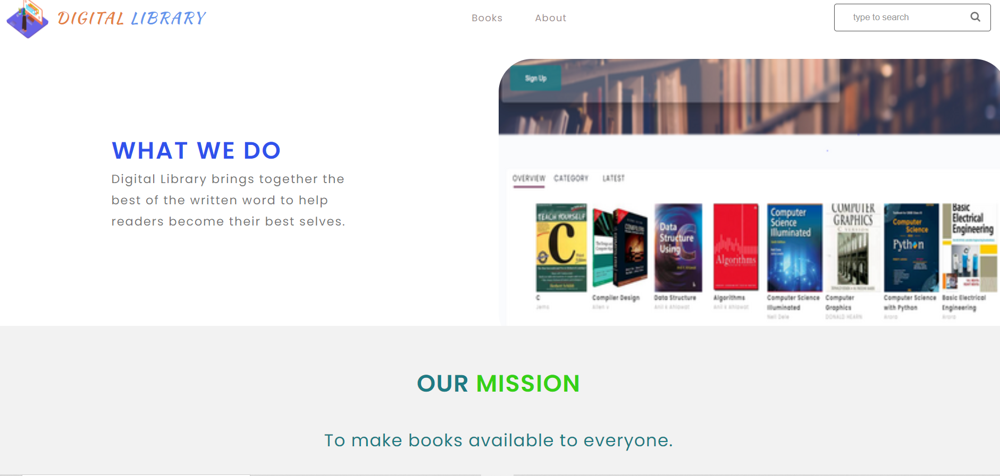 DIGITAL LIBRARY
Books
About
type to search
WHAT WE DO
Digital Library brings together the
best of the written word to help
readers become their best selves.
Sign Up
OVERVIEW CATEGORY LATEST
TEACH YOURSELF
C
Data
Structure
Using
C
Algorithms
Computer
Science
Illuminated
COMPUTER
GRAPHICS
C VERSION
Computer
Science
Python
Basic
Electrical
Engineering
C
Compiler Design
Allen v
Data Structure
Anil k Ahlawat
Algorithms
Anil k Ahlawat
Computer Science
Illuminated
Nell Dele
Computer
Graphics
DONALD HEARN
Computer Science
with Python
Arora
Basic Electrical
Engineering
Arora
OUR MISSION
To make books available to everyone.